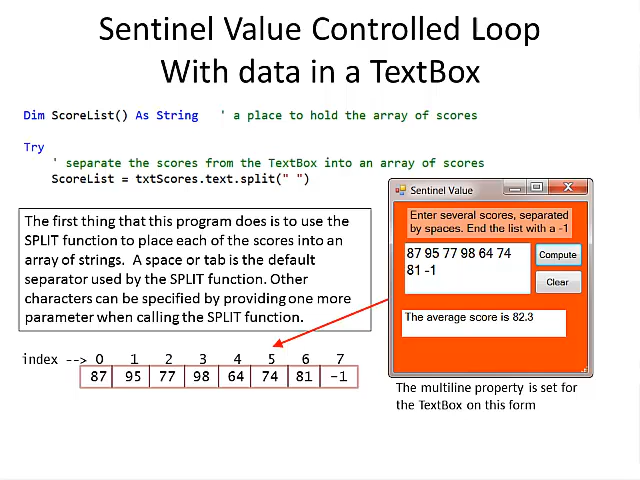 Sentinel Value Controlled Loop
With data in a TextBox
Dim ScoreList() As String ' a place to hold the array of scores
Try
' separate the scores from the TextBox into an array of scores
ScoreList = txtScores.text.split(" ")
The first thing that this program does is to use the
SPLIT function to place each of the scores into an
array of strings. A space or tab is the default
separator used by the SPLIT function. Other
characters can be specified by providing one more
parameter when calling the SPLIT function.
Sentinel Value
Enter several scores, separated
by spaces. End the list with a -1
87 95 77 98 64 74
81 -1
Compute
Clear
The average score is 82.3
index --> 0 1 2 3 4 5 6 7
87 95 77 98 64 74 81 -1
The multiline property is set for
the TextBox on this form